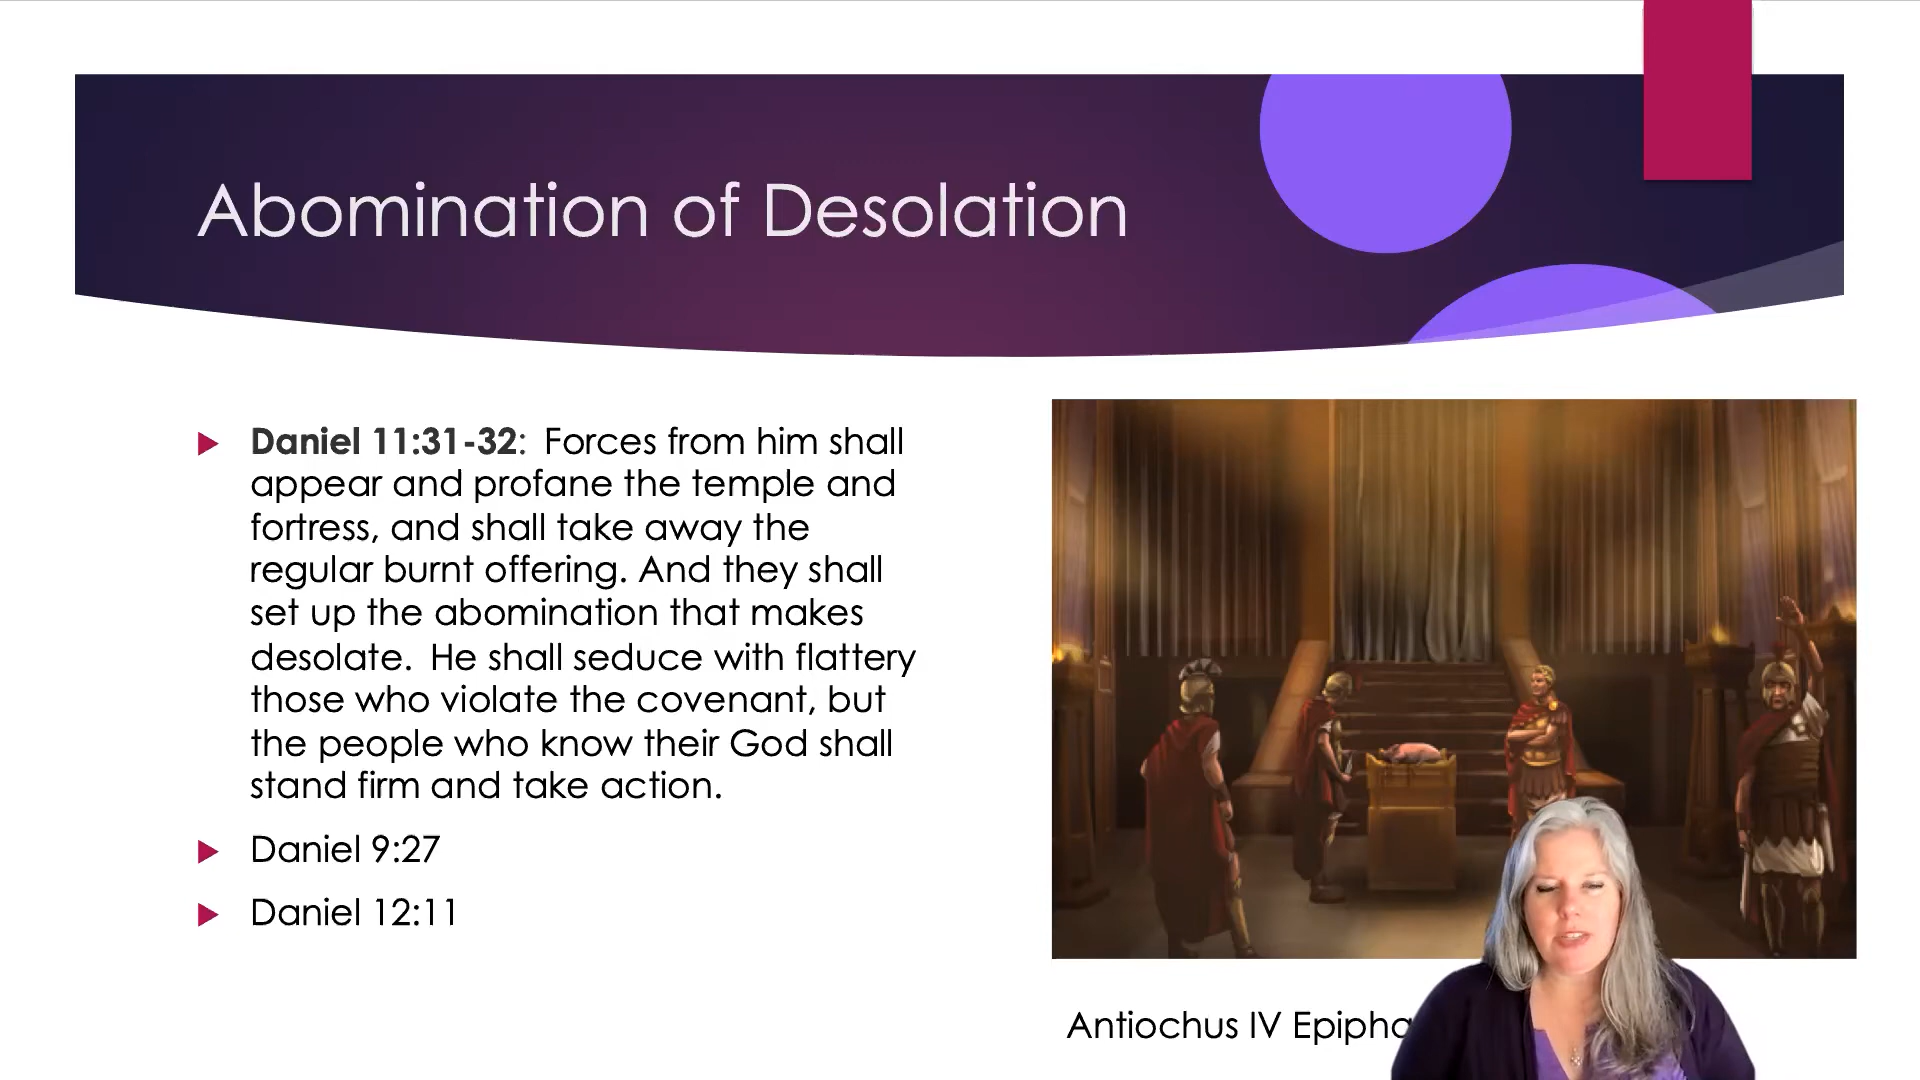 Abomination of Desolation
Daniel 11:31-32: Forces from him shall
appear and profane the temple and
fortress, and shall take away the
regular burnt offering. And they shall
set up the abomination that makes
desolate. He shall seduce with flattery
those who violate the covenant, but
the people who know their God shall
stand firm and take action.
Daniel 9:27
Daniel 12:11
Antiochus IV